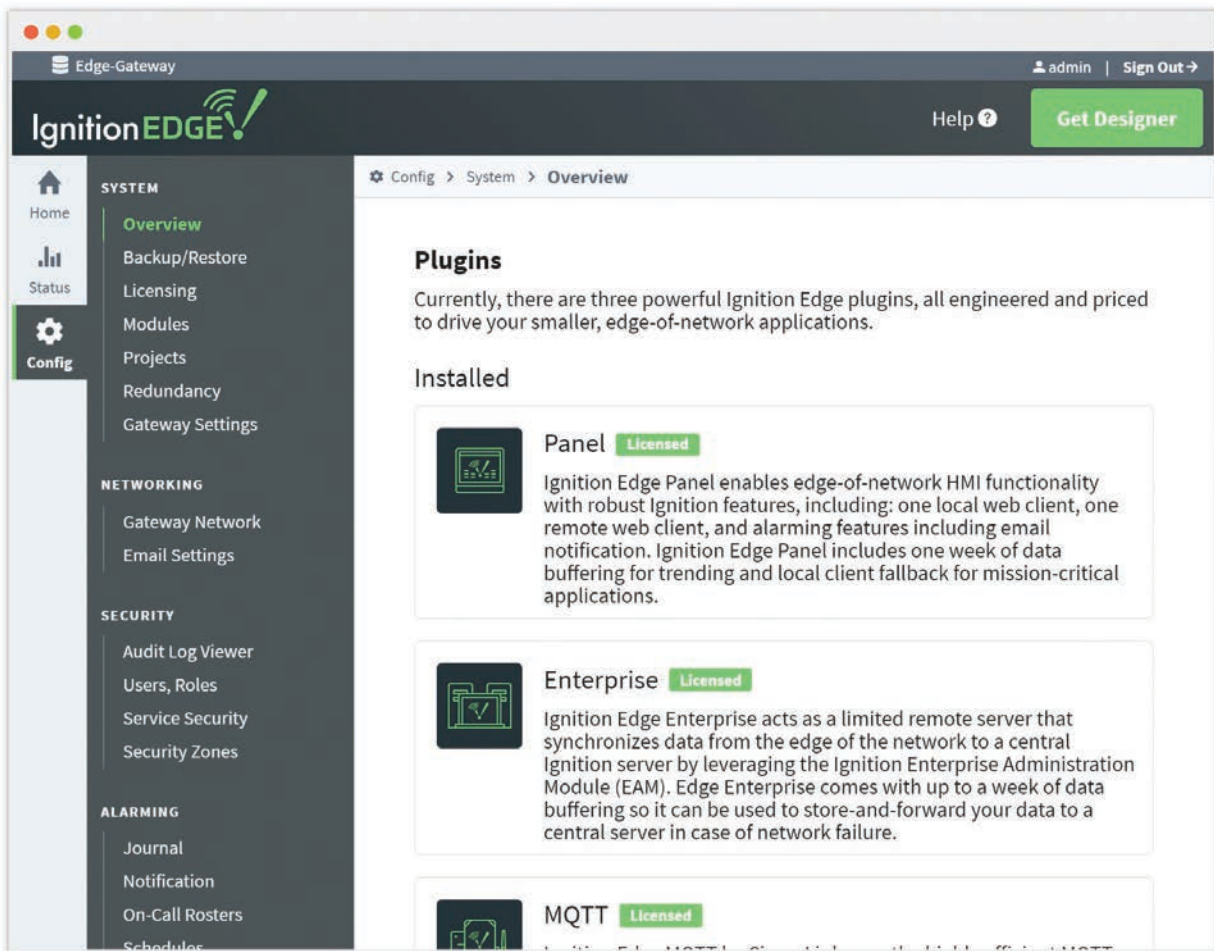 Edge-Gateway
admin | Sign Out
Ignition EDGE
Help ?
Get Designer
Home
Status
Config
SYSTEM
Overview
Backup/Restore
Licensing
Modules
Projects
Redundancy
Gateway Settings
NETWORKING
Gateway Network
Email Settings
SECURITY
Audit Log Viewer
Users, Roles
Service Security
Security Zones
ALARMING
Journal
Notification
On-Call Rosters
Schedules
Config > System > Overview
Plugins
Currently, there are three powerful Ignition Edge plugins, all engineered and priced
to drive your smaller, edge-of-network applications.
Installed
Panel Licensed
Ignition Edge Panel enables edge-of-network HMI functionality
with robust Ignition features, including: one local web client, one
remote web client, and alarming features including email
notification. Ignition Edge Panel includes one week of data
buffering for trending and local client fallback for mission-critical
applications.
Enterprise Licensed
Ignition Edge Enterprise acts as a limited remote server that
synchronizes data from the edge of the network to a central
Ignition server by leveraging the Ignition Enterprise Administration
Module (EAM). Edge Enterprise comes with up to a week of data
buffering so it can be used to store-and-forward your data to a
central server in case of network failure.
MQTT Licensed